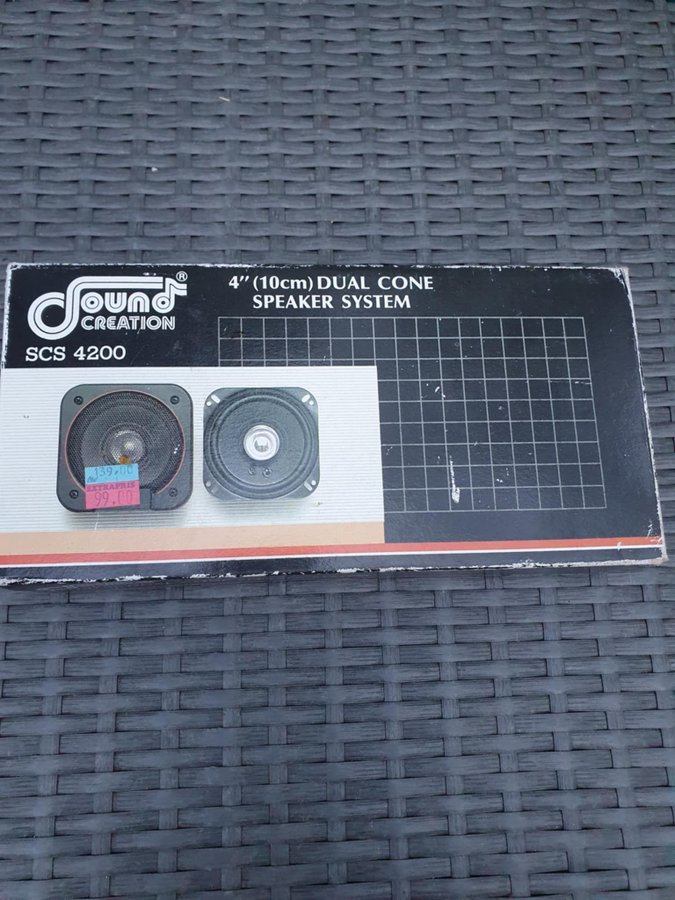 Sound®
CREATION
SCS 4200
4" (10cm) DUAL CONE
SPEAKER SYSTEM
139,00
EXTRAPRIS
99,00